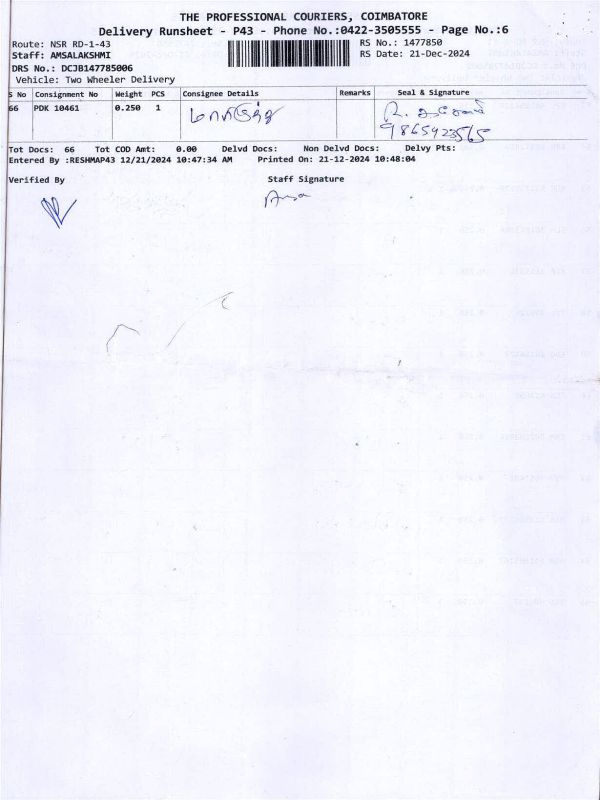 THE PROFESSIONAL COURIERS, COIMBATORE
Delivery Runsheet - P43 - Phone No.:0422-3505555 - Page No.:6
Route: NSR RD-1-43
RS No.: 1477850
Staff: AMSALAKSHMI
RS Date: 21-Dec-2024
DRS No.: DCJB147785006
Vehicle: Two Wheeler Delivery
S No Consignment No Weight PCS Consignee Details Remarks Seal & Signature
66 PDK 10461 0.250 1
9865923565
Tot Docs: 66 Tot COD Amt: 0.00 Delvd Docs: Non Delvd Docs: Delvy Pts:
Entered By :RESHMAP43 12/21/2024 10:47:34 AM Printed On: 21-12-2024 10:48:04
Verified By Staff Signature